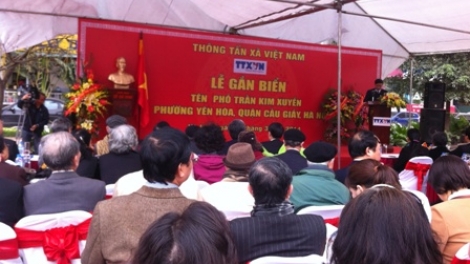 THÔNG TẤN XÃ VIỆT NAM
TTXVN
LỄ GẮN BIỂN
TÊN PHỐ TRẦN KIM XUYẾN
PHƯỜNG YÊN HÒA, QUẬN CẦU GIẤY, HÀ N